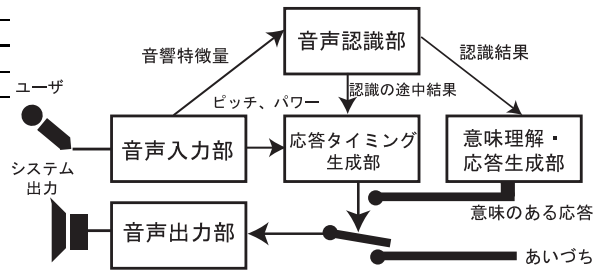 音声認識部
音響特徴量
認識結果
ユーザ
ピッチ、パワー
認識の途中結果
音声入力部
応答タイミング
生成部
意味理解・
応答生成部
システム
出力
音声出力部
意味のある応答
あいづち